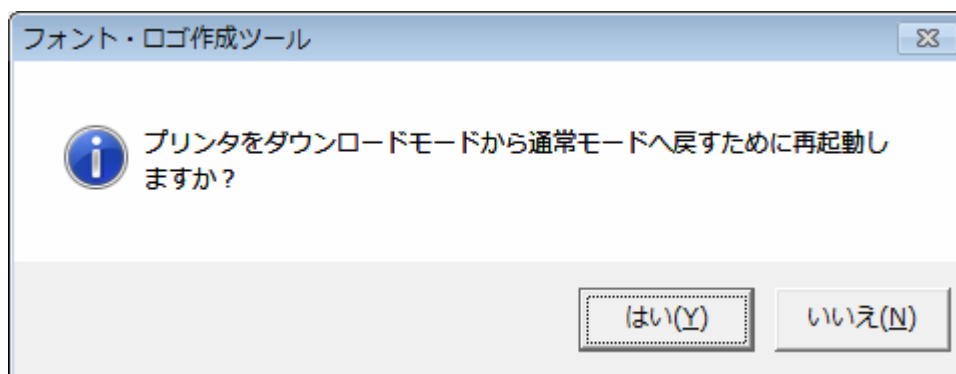 フォント・ロゴ作成ツール
プリンタをダウンロードモードから通常モードへ戻すために再起動し
ますか？
はい(Y)
いいえ(N)